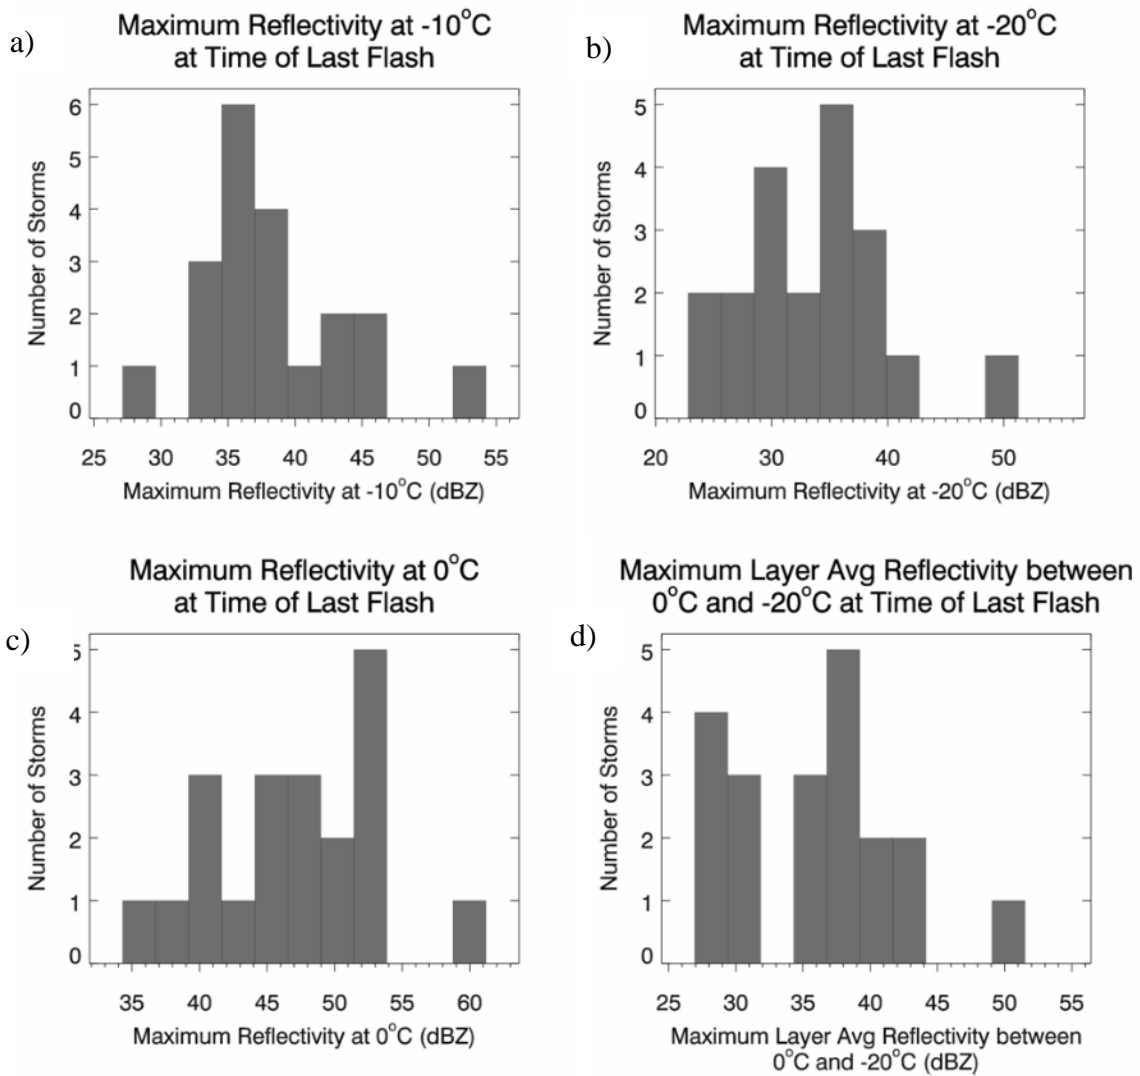 a)
Maximum Reflectivity at -10°C
at Time of Last Flash
Number of Storms
6
5
4
3
2
1
0
25 30 35 40 45 50 55
Maximum Reflectivity at -10°C (dBZ)
b)
Maximum Reflectivity at -20°C
at Time of Last Flash
Number of Storms
5
4
3
2
1
0
20 30 40 50
Maximum Reflectivity at -20°C (dBZ)
c)
Maximum Reflectivity at 0°C
at Time of Last Flash
Number of Storms
5
4
3
2
1
0
35 40 45 50 55 60
Maximum Reflectivity at 0°C (dBZ)
d)
Maximum Layer Avg Reflectivity between
0°C and -20°C at Time of Last Flash
Number of Storms
5
4
3
2
1
0
25 30 35 40 45 50 55
Maximum Layer Avg Reflectivity between
0°C and -20°C (dBZ)